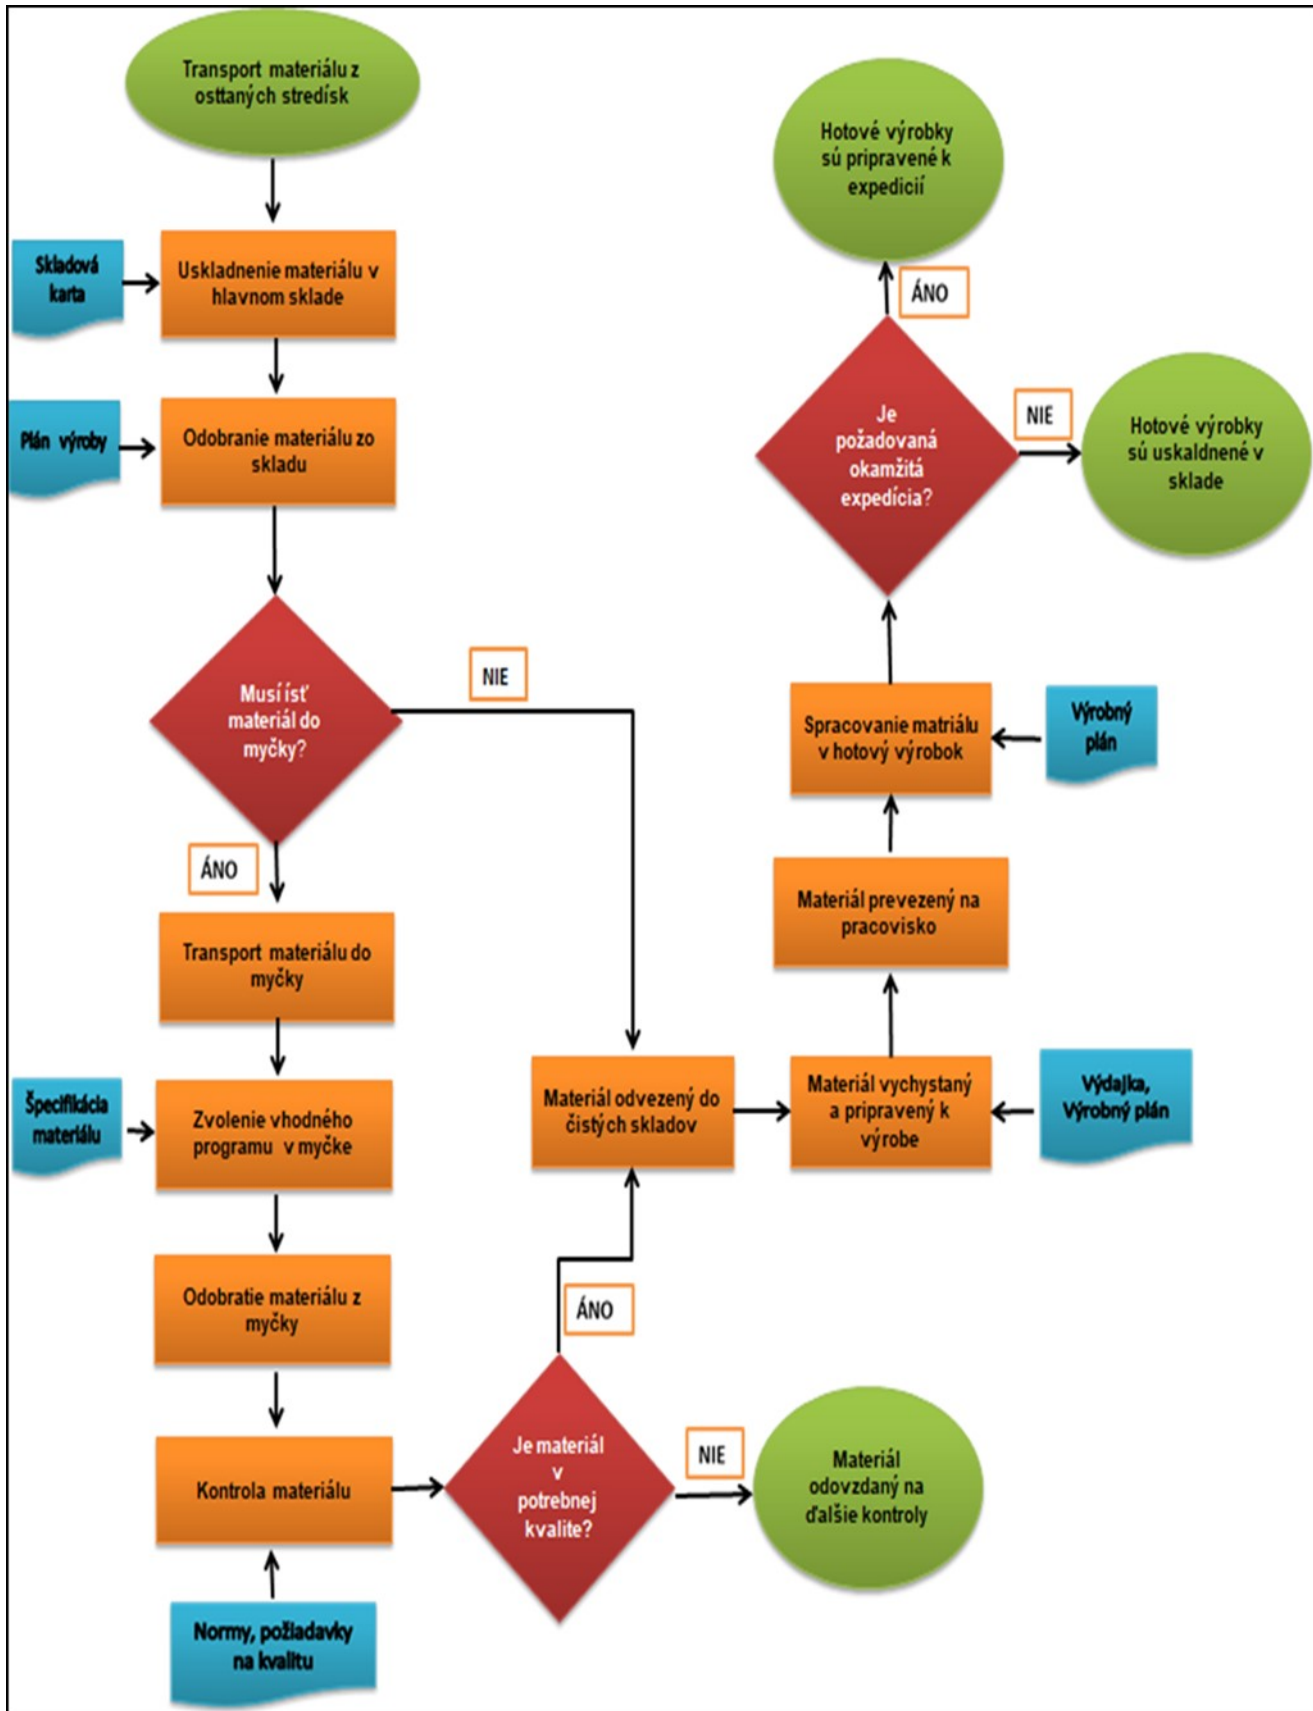 Transport materiálu z
osttaných stredísk
Skladová
karta
Uskladnenie materiálu v
hlavnom sklade
Plán výroby
Odobranie materiálu zo
skladu
Musí ísť
materiál do
myčky?
NIE
ÁNO
Transport materiálu do
myčky
Špecifikácia
materiálu
Zvolenie vhodného
programu v myčke
Odobratie materiálu z
myčky
Kontrola materiálu
Normy, požiadavky
na kvalitu
Je materiál
v
potrebnej
kvalite?
NIE
Materiál
odovzdaný na
ďalšie kontroly
ÁNO
Materiál odvezený do
čistých skladov
Materiál vychystaný
a pripravený k
výrobe
Výdajka,
Výrobný plán
Materiál prevezený na
pracovisko
Spracovanie matriálu
v hotový výrobok
Výrobný
plán
Je
požadovaná
okamžitá
expedícia?
NIE
Hotové výrobky
sú uskaldnené v
sklade
ÁNO
Hotové výrobky
sú pripravené k
expedicií